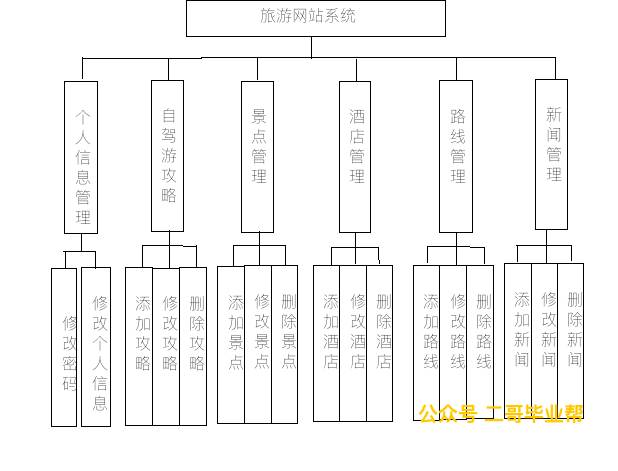 旅游网站系统
个人信息管理
自驾游攻略
景点管理
酒店管理
路线管理
新闻管理
修改密码
修改个人信息
添加攻略
修改攻略
删除攻略
添加景点
修改景点
删除景点
添加酒店
修改酒店
删除酒店
添加路线
修改路线
删除路线
添加新闻
修改新闻
删除新闻
公众号 二哥毕业帮